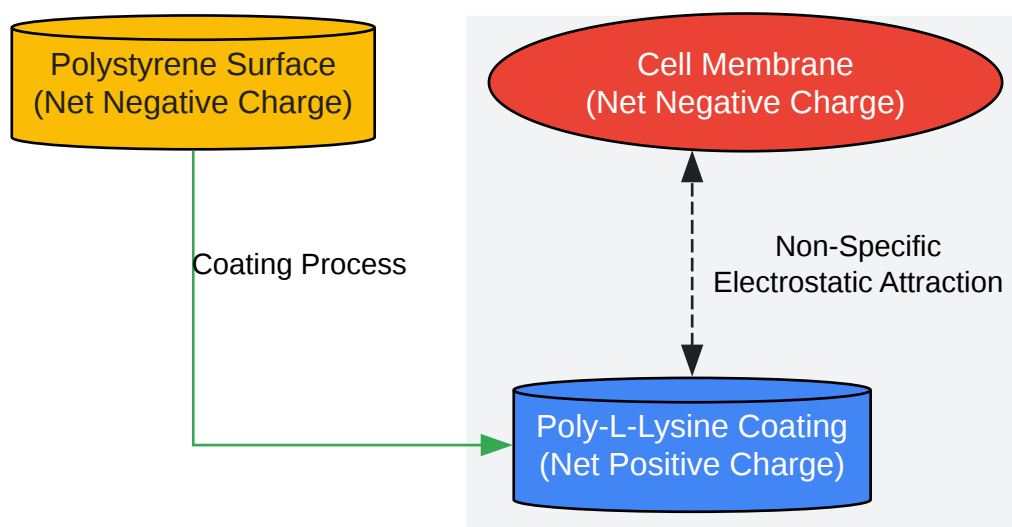 Polystyrene Surface
(Net Negative Charge)
Cell Membrane
(Net Negative Charge)
Coating Process
Non-Specific
Electrostatic Attraction
Poly-L-Lysine Coating
(Net Positive Charge)